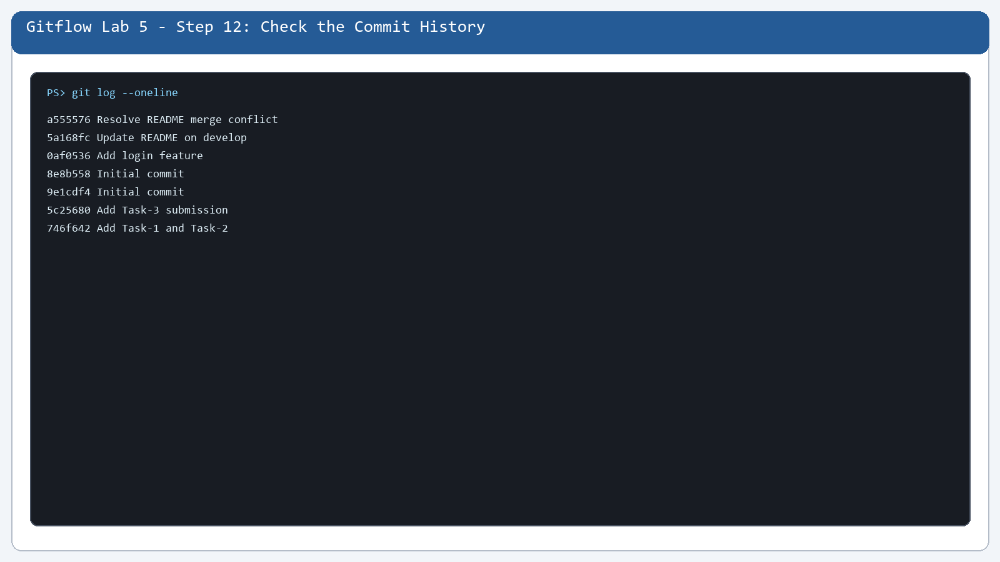 Gitflow Lab 5 - Step 12: Check the Commit History
PS> git log --oneline
a555576 Resolve README merge conflict
5a168fc Update README on develop
0af0536 Add login feature
8e8b558 Initial commit
9e1cdf4 Initial commit
5c25680 Add Task-3 submission
746f642 Add Task-1 and Task-2